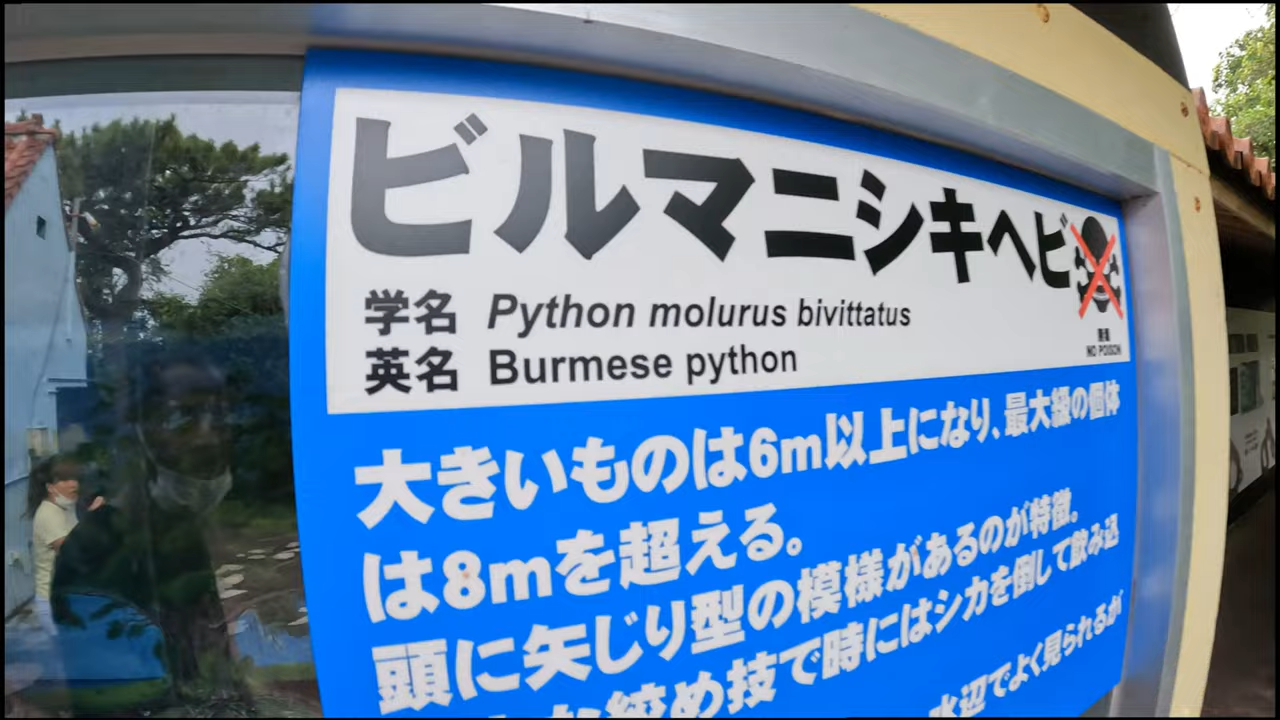 ビルマニシキヘビ
無毒
NO POISON
学名 Python molurus bivittatus
英名 Burmese python
大きいものは6m以上になり、最大級の個体
は8mを超える。
頭に矢じり型の模様があるのが特徴。
な絞め技で時にはシカを倒して飲み込
水辺でよく見られるが